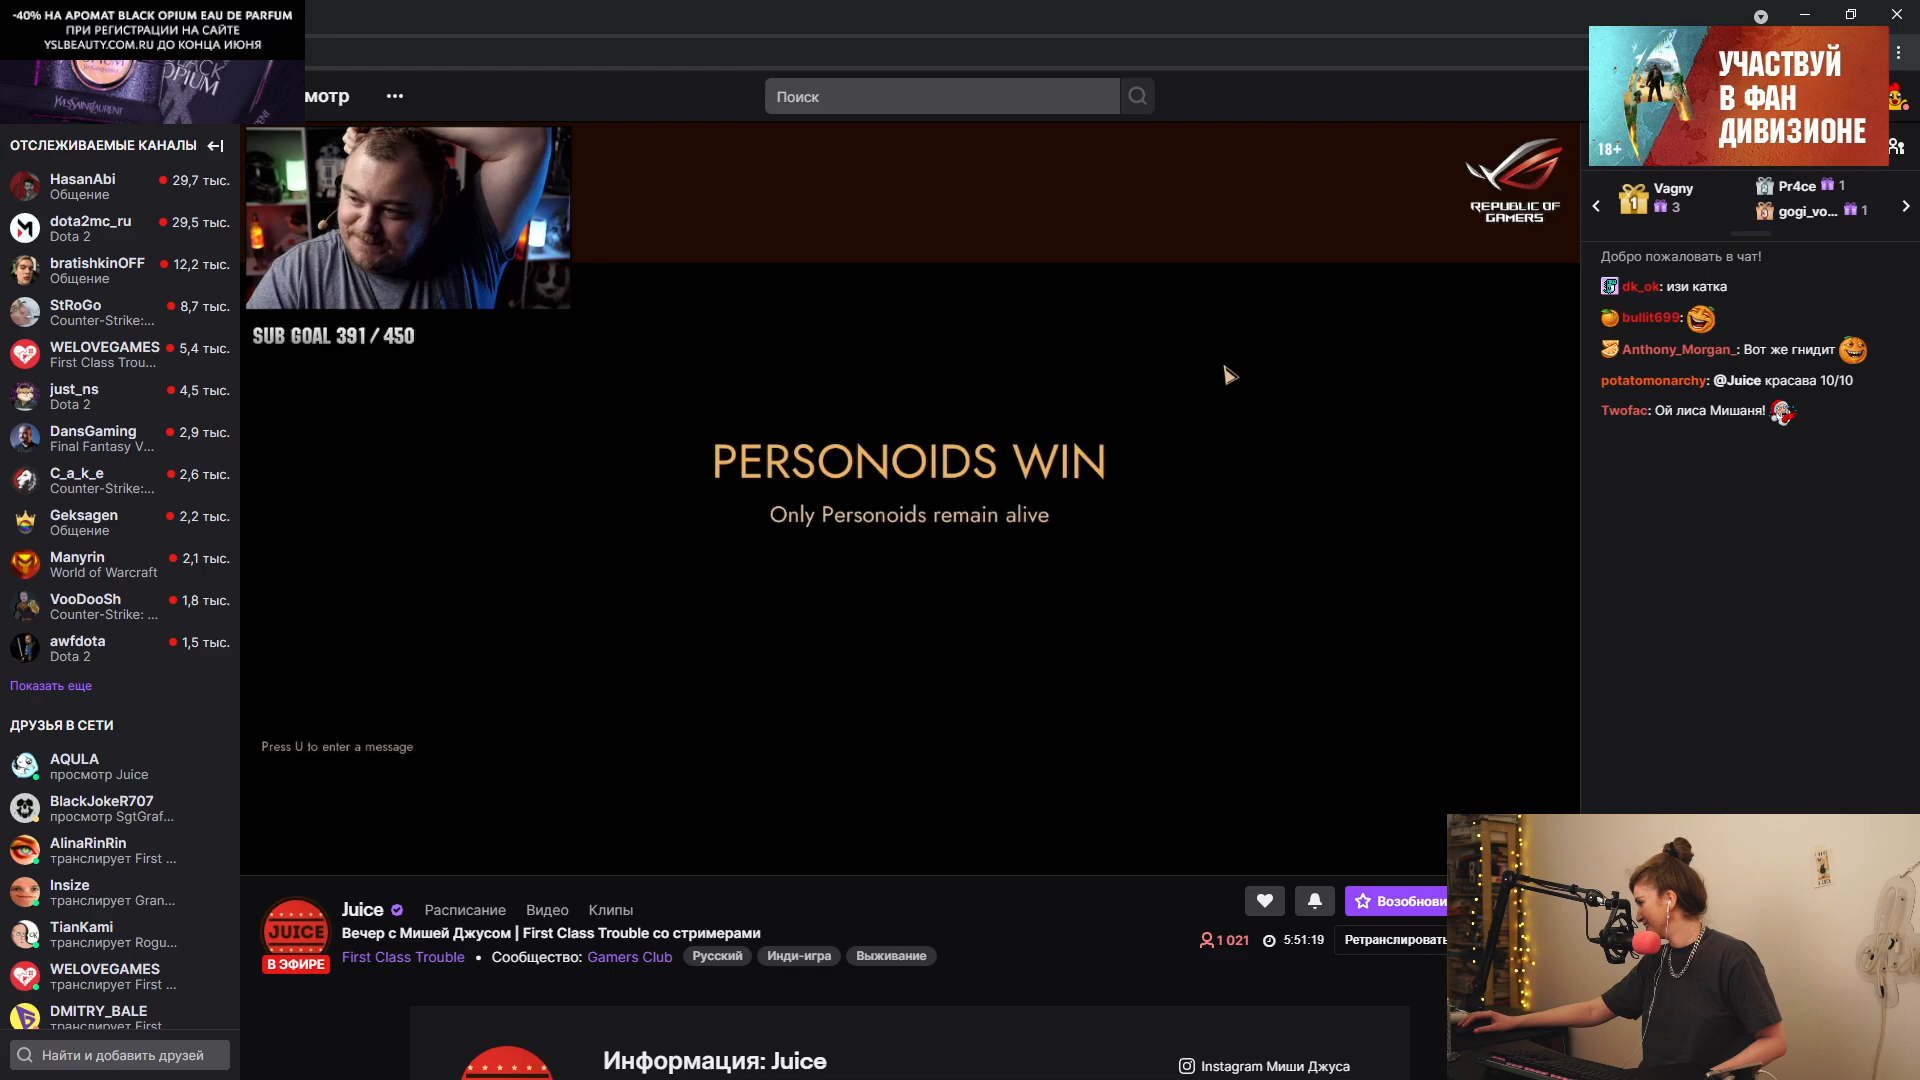 -40% НА АРОМАТ BLACK OPIUM EAU DE PARFUM
ПРИ РЕГИСТРАЦИИ НА САЙТЕ
YSLBEAUTY.COM.RU ДО КОНЦА ИЮНЯ
BLACK
OPIUM
YVESSAINTLAURENT
мотр
Поиск
УЧАСТВУЙ
В ФАН
ДИВИЗИОНЕ
18+
ОТСЛЕЖИВАЕМЫЕ КАНАЛЫ
HasanAbi 29,7 тыс.
Общение
dota2mc_ru 29,5 тыс.
Dota 2
bratishkinOFF 12,2 тыс.
Общение
StRoGo 8,7 тыс.
Counter-Strike:...
WELOVEGAMES 5,4 тыс.
First Class Trou...
just_ns 4,5 тыс.
Dota 2
DansGaming 2,9 тыс.
Final Fantasy V...
C_a_k_e 2,6 тыс.
Counter-Strike:...
Geksagen 2,2 тыс.
Общение
Manyrin 2,1 тыс.
World of Warcraft
VooDooSh 1,8 тыс.
Counter-Strike: ...
awfdota 1,5 тыс.
Dota 2
Показать еще
ДРУЗЬЯ В СЕТИ
AQULA
просмотр Juice
BlackJokeR707
просмотр SgtGraf...
AlinaRinRin
транслирует First ...
Insize
транслирует Gran...
TianKami
транслирует Rogu...
WELOVEGAMES
транслирует First ...
DMITRY_BALE
транслирует First
Найти и добавить друзей
REPUBLIC OF
GAMERS
SUB GOAL 391 / 450
PERSONOIDS WIN
Only Personoids remain alive
Press U to enter a message
JUICE
В ЭФИРЕ
Juice Расписание Видео Клипы
Вечер с Мишей Джусом | First Class Trouble со стримерами
First Class Trouble • Сообщество: Gamers Club Русский Инди-игра Выживание
Возобнови
1 021 5:51:19 Ретранслировать
Информация: Juice
Instagram Миши Джуса
1 Vagny
3
2 Pr4ce 1
3 gogi_vo... 1
Добро пожаловать в чат!
dk_ok: изи катка
bullit699:
Anthony_Morgan_: Вот же гнидит
potatomonarchy: @Juice красава 10/10
Twofac: Ой лиса Мишаня!